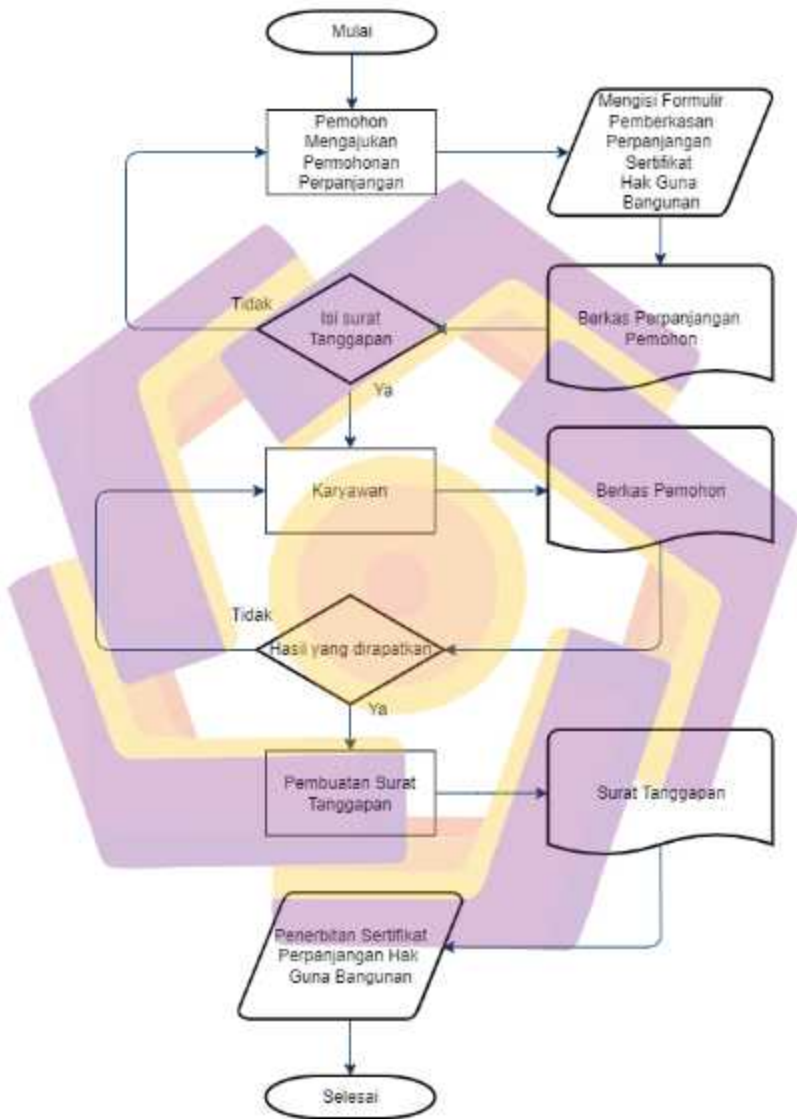 Mulai
Pemohon
Mengajukan
Permohonan
Perpanjangan
Mengisi Formulir
Pemberkasan
Perpanjangan
Sertifikat
Hak Guna
Bangunan
Berkas Perpanjangan
Pemohon
Tidak
Isi surat
Tanggapan
Ya
Karyawan
Berkas Pemohon
Tidak
Hasil yang dirapatkan
Ya
Pembuatan Surat
Tanggapan
Surat Tanggapan
Penerbitan Sertifikat
Perpanjangan Hak
Guna Bangunan
Selesai